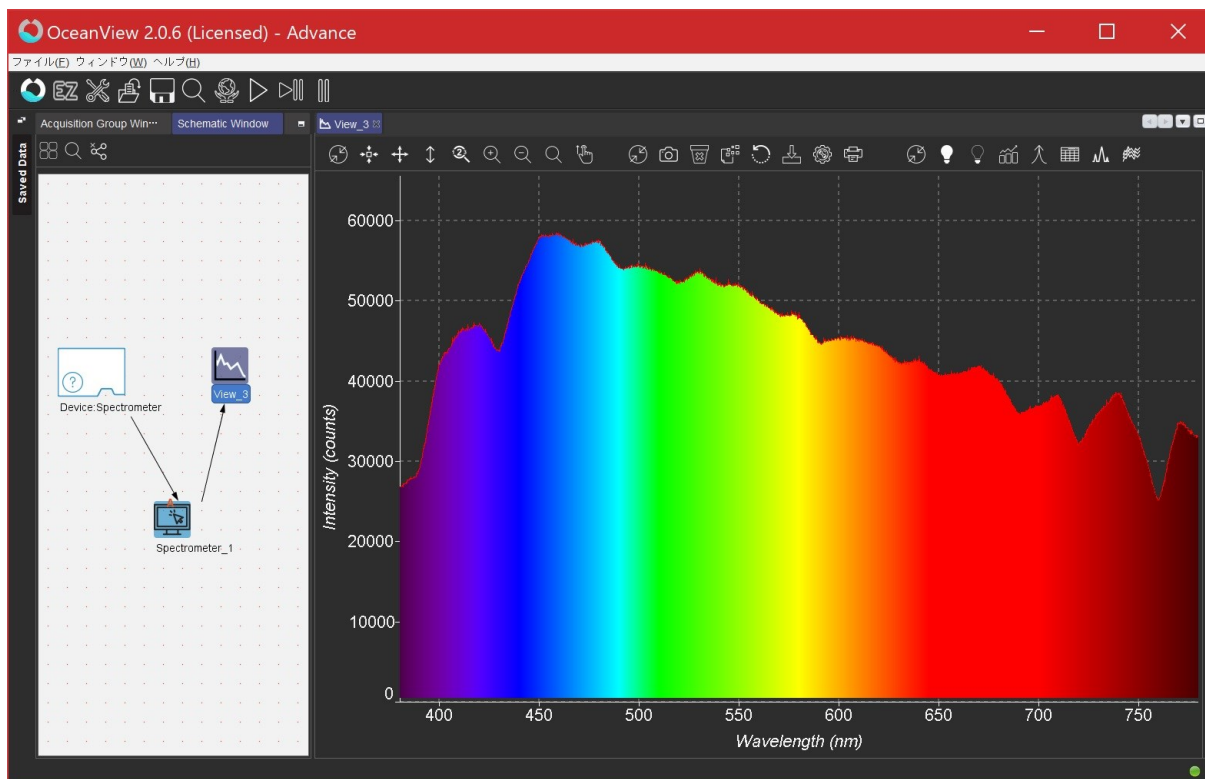 OceanView 2.0.6 (Licensed) - Advance
ファイル(F) ウィンドウ(W) ヘルプ(H)
EZ
Acquisition Group Win⋯
Schematic Window
View_3
Saved Data
2
?
Device:Spectrometer
View_3
Spectrometer_1
60000
50000
40000
30000
20000
10000
0
Intensity (counts)
400 450 500 550 600 650 700 750
Wavelength (nm)